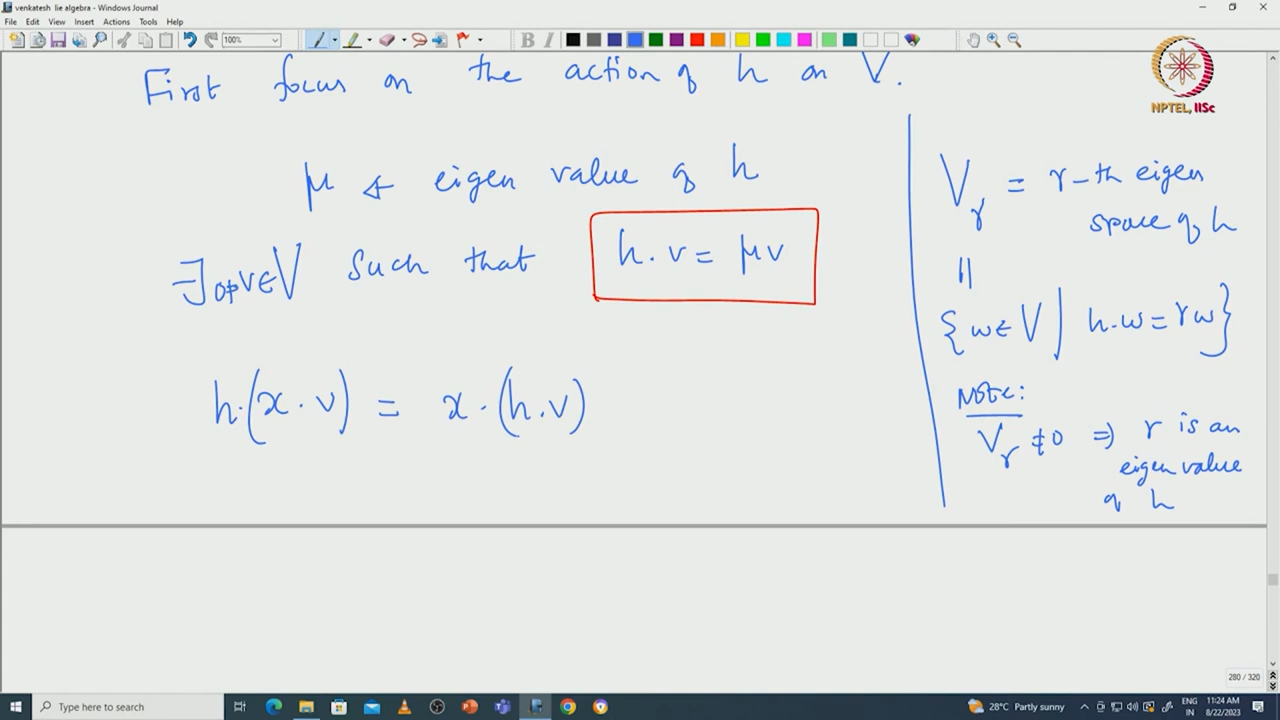 venkatesh lie algebra - Windows Journal
File Edit View Insert Actions Tools Help
100%
NPTEL, IISc
First focus on the action of h on V.
μ ← eigen value of h
∃ 0≠v∈V such that h.v = μv
h.(x.v) = x.(h.v)
V_γ = γ-th eigen
space of h
||
{w∈V | h.w = γw}
NOTE:
V_γ ≠0 ⇒ γ is an
eigen value
of h
280 / 320
Type here to search
28°C Partly sunny
ENG
IN
11:24 AM
8/22/2023